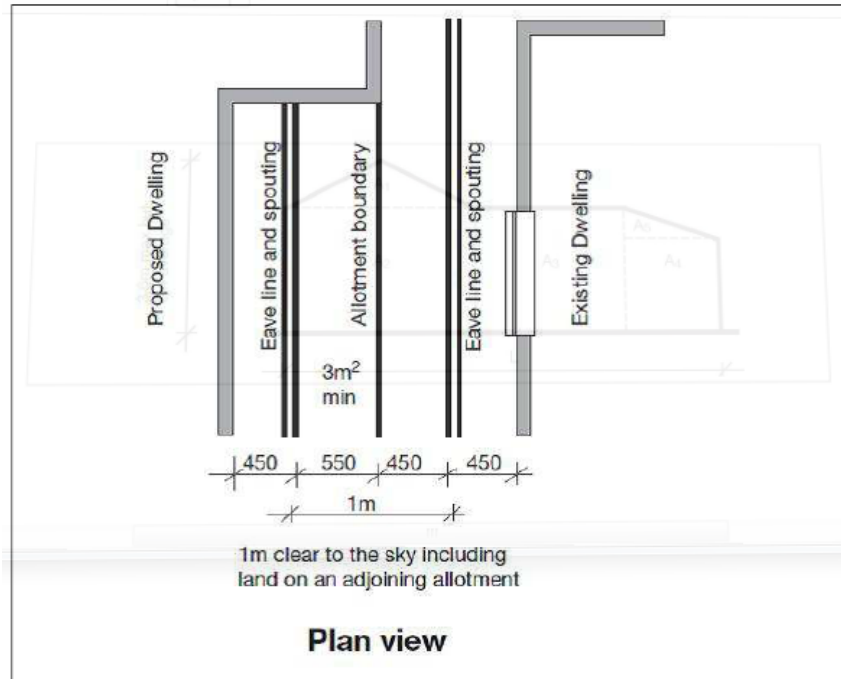 Proposed Dwelling
Eave line and spouting
Allotment boundary
Eave line and spouting
Existing Dwelling
3m²
min
450
550
450
450
1m
1m clear to the sky including
land on an adjoining allotment
Plan view